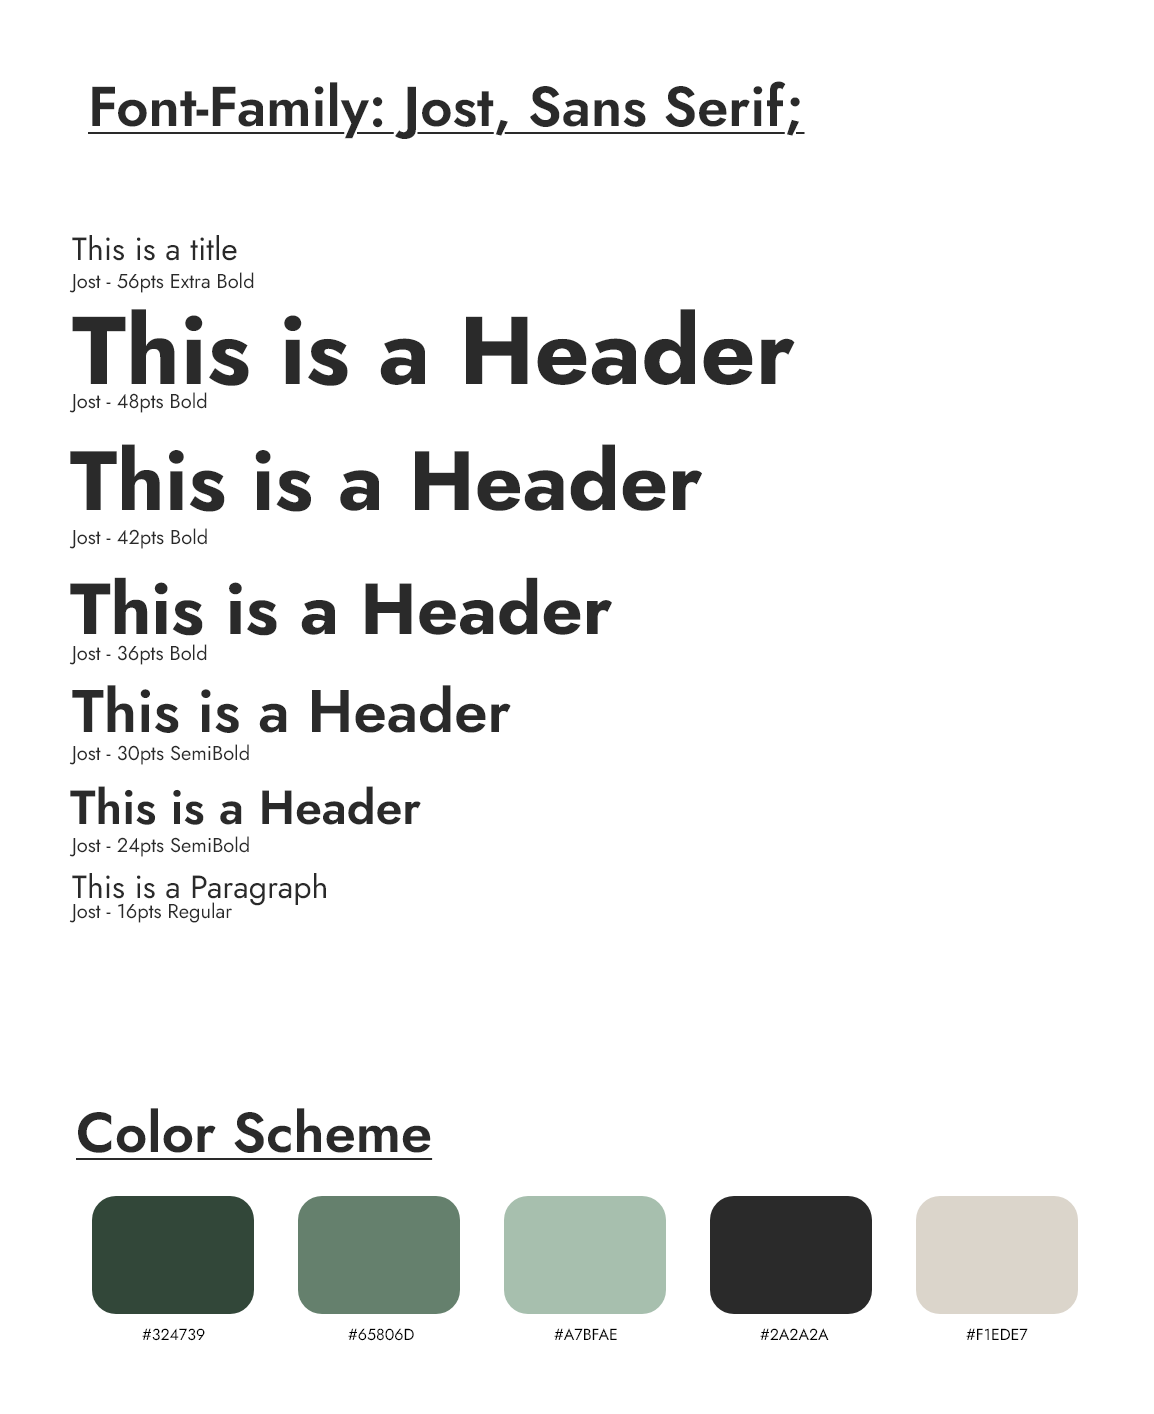 Font-Family: Jost, Sans Serif;
This is a title
Jost - 56pts Extra Bold
This is a Header
Jost - 48pts Bold
This is a Header
Jost - 42pts Bold
This is a Header
Jost - 36pts Bold
This is a Header
Jost - 30pts SemiBold
This is a Header
Jost - 24pts SemiBold
This is a Paragraph
Jost - 16pts Regular
Color Scheme
#324739 #65806D #A7BFAE #2A2A2A #F1EDE7